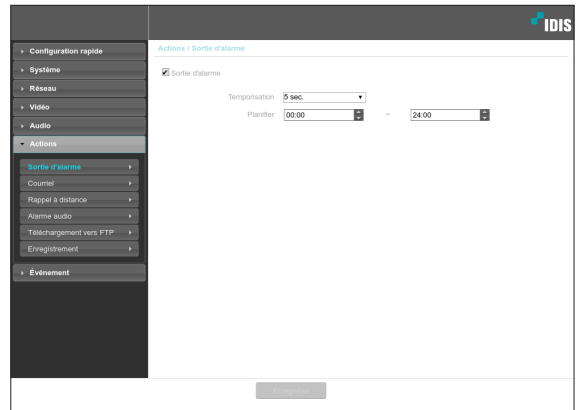 IDIS
Configuration rapide
Système
Réseau
Vidéo
Audio
Actions
Sortie d'alarme
Courriel
Rappel à distance
Alarme audio
Téléchargement vers FTP
Enregistrement
Événement
Actions / Sortie d'alarme
Sortie d'alarme
Temporisation 5 sec.
Planifier 00:00 ~ 24:00